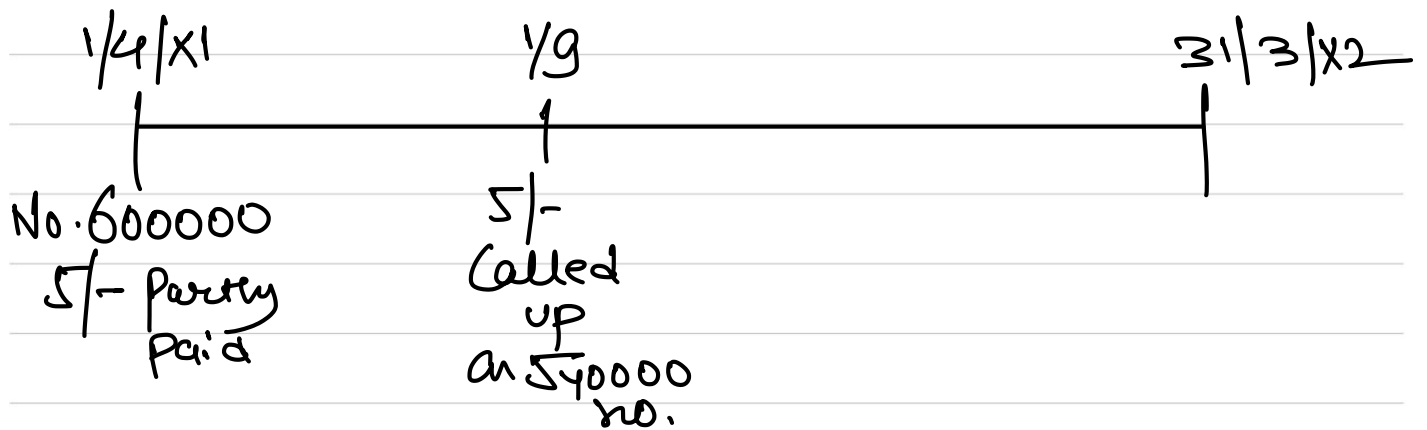 1/4/X1 1/9 31/3/X2
No. 600000
5/- Partly
Paid
5/-
Called
up
on 540000
no.